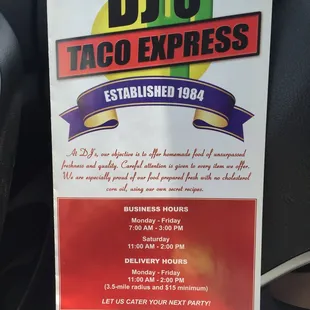 DJ's
TACO EXPRESS
ESTABLISHED 1984
At DJ's, our objective is to offer homemade food of unsurpassed
freshness and quality. Careful attention is given to every item we offer.
We are especially proud of our food prepared fresh with no cholesterol
corn oil, using our own secret recipes.
BUSINESS HOURS
Monday - Friday
7:00 AM - 3:00 PM
Saturday
11:00 AM - 2:00 PM
DELIVERY HOURS
Monday - Friday
11:00 AM - 2:00 PM
(3.5-mile radius and $15 minimum)
LET US CATER YOUR NEXT PARTY!